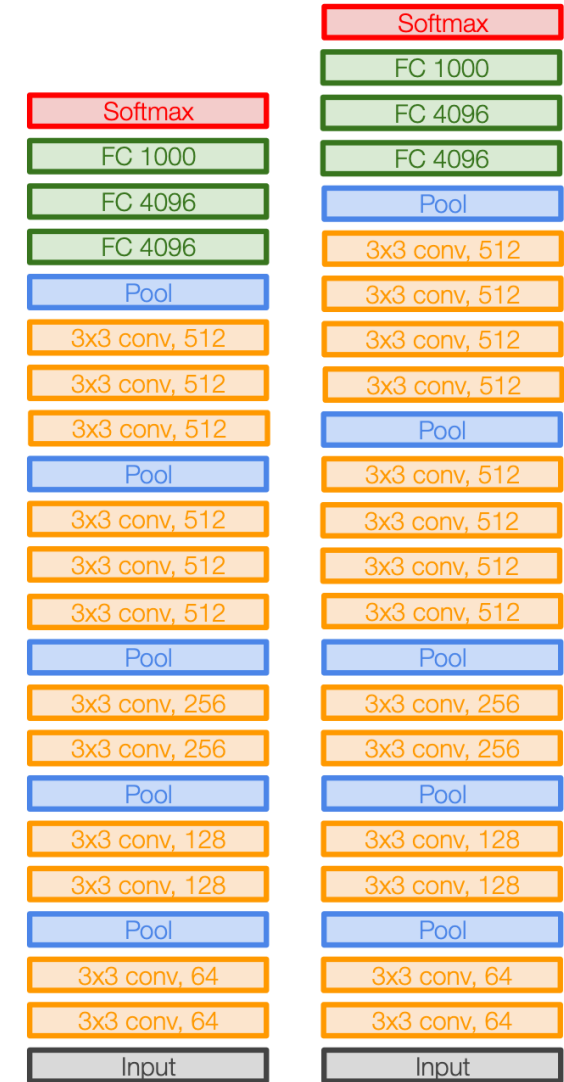 Softmax
FC 1000
FC 4096
FC 4096
Pool
3x3 conv, 512
3x3 conv, 512
3x3 conv, 512
Pool
3x3 conv, 512
3x3 conv, 512
3x3 conv, 512
Pool
3x3 conv, 256
3x3 conv, 256
Pool
3x3 conv, 128
3x3 conv, 128
Pool
3x3 conv, 64
3x3 conv, 64
Input
Softmax
FC 1000
FC 4096
FC 4096
Pool
3x3 conv, 512
3x3 conv, 512
3x3 conv, 512
3x3 conv, 512
Pool
3x3 conv, 512
3x3 conv, 512
3x3 conv, 512
3x3 conv, 512
Pool
3x3 conv, 256
3x3 conv, 256
Pool
3x3 conv, 128
3x3 conv, 128
Pool
3x3 conv, 64
3x3 conv, 64
Input